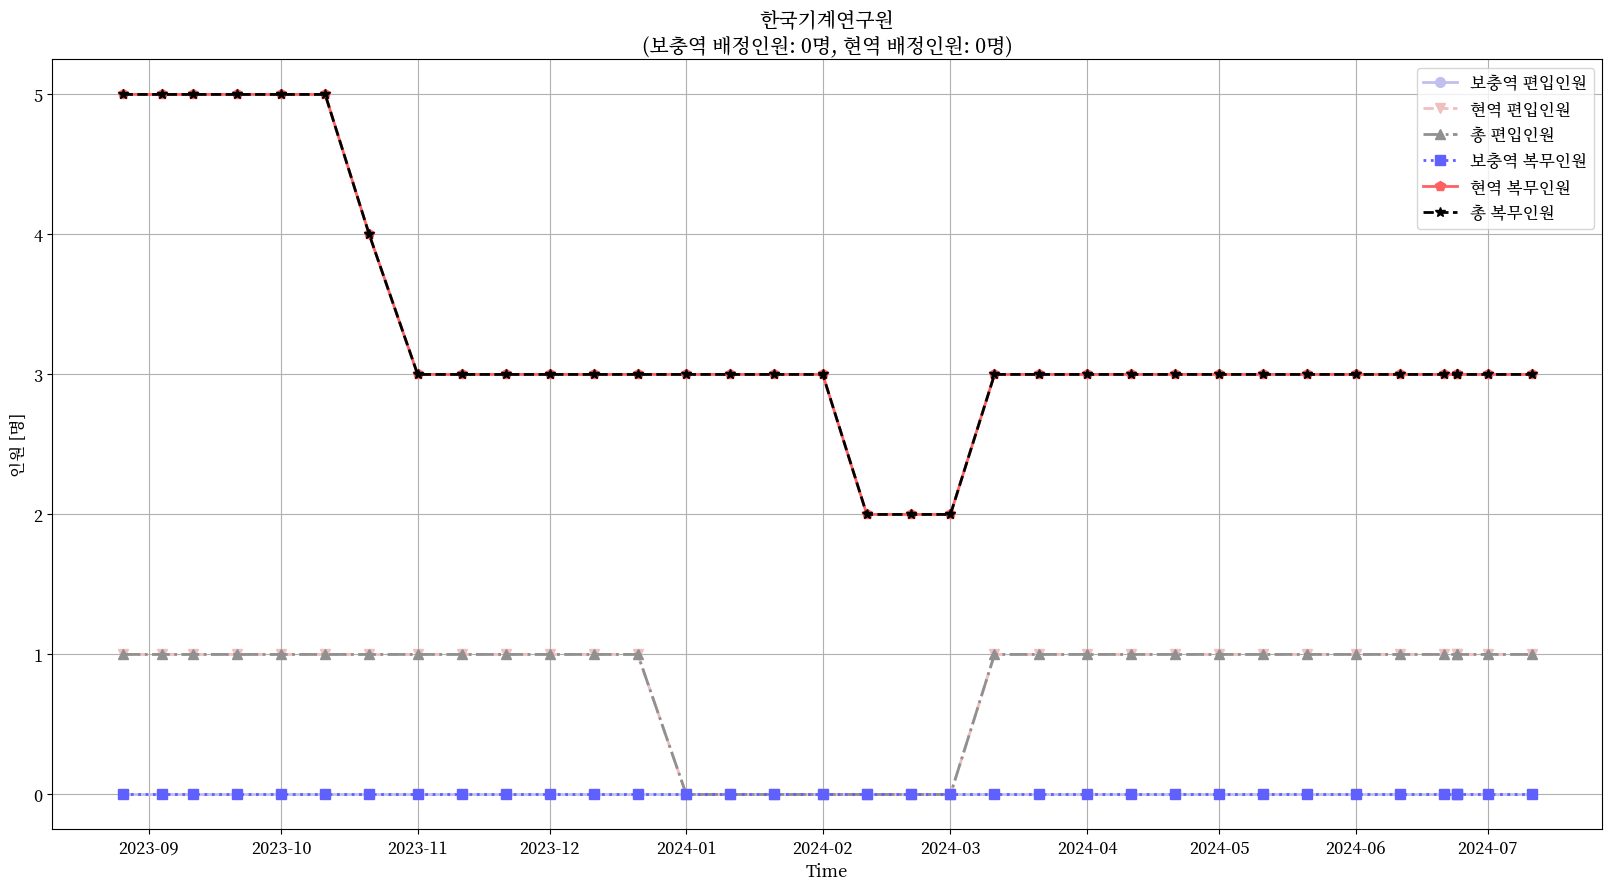 한국기계연구원
(보충역 배정인원: 0명, 현역 배정인원: 0명)
보충역 편입인원
현역 편입인원
총 편입인원
보충역 복무인원
현역 복무인원
총 복무인원
5
4
3
2
1
0
인원 [명]
2023-09 2023-10 2023-11 2023-12 2024-01 2024-02 2024-03 2024-04 2024-05 2024-06 2024-07
Time